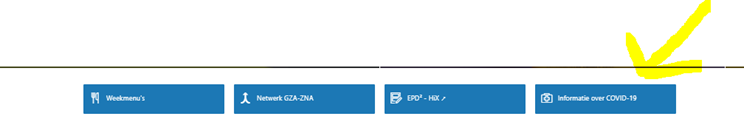 Weekmenu's
Netwerk GZA-ZNA
EPD² - HiX ↗
Informatie over COVID-19